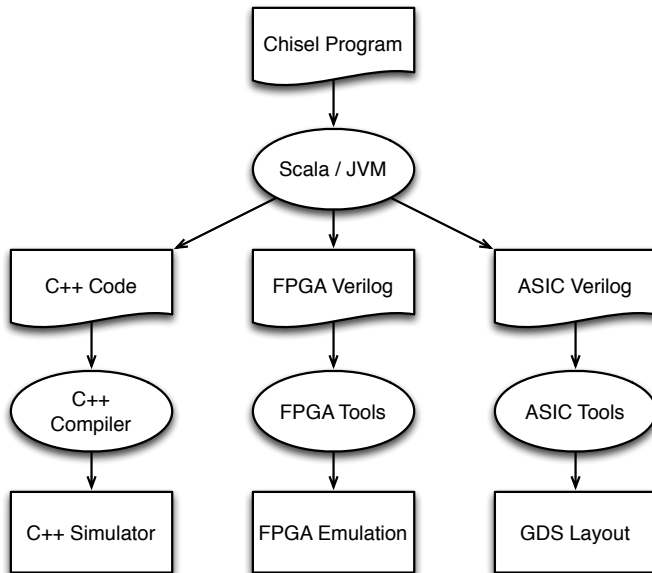 Chisel Program
Scala / JVM
C++ Code
FPGA Verilog
ASIC Verilog
C++
Compiler
FPGA Tools
ASIC Tools
C++ Simulator
FPGA Emulation
GDS Layout